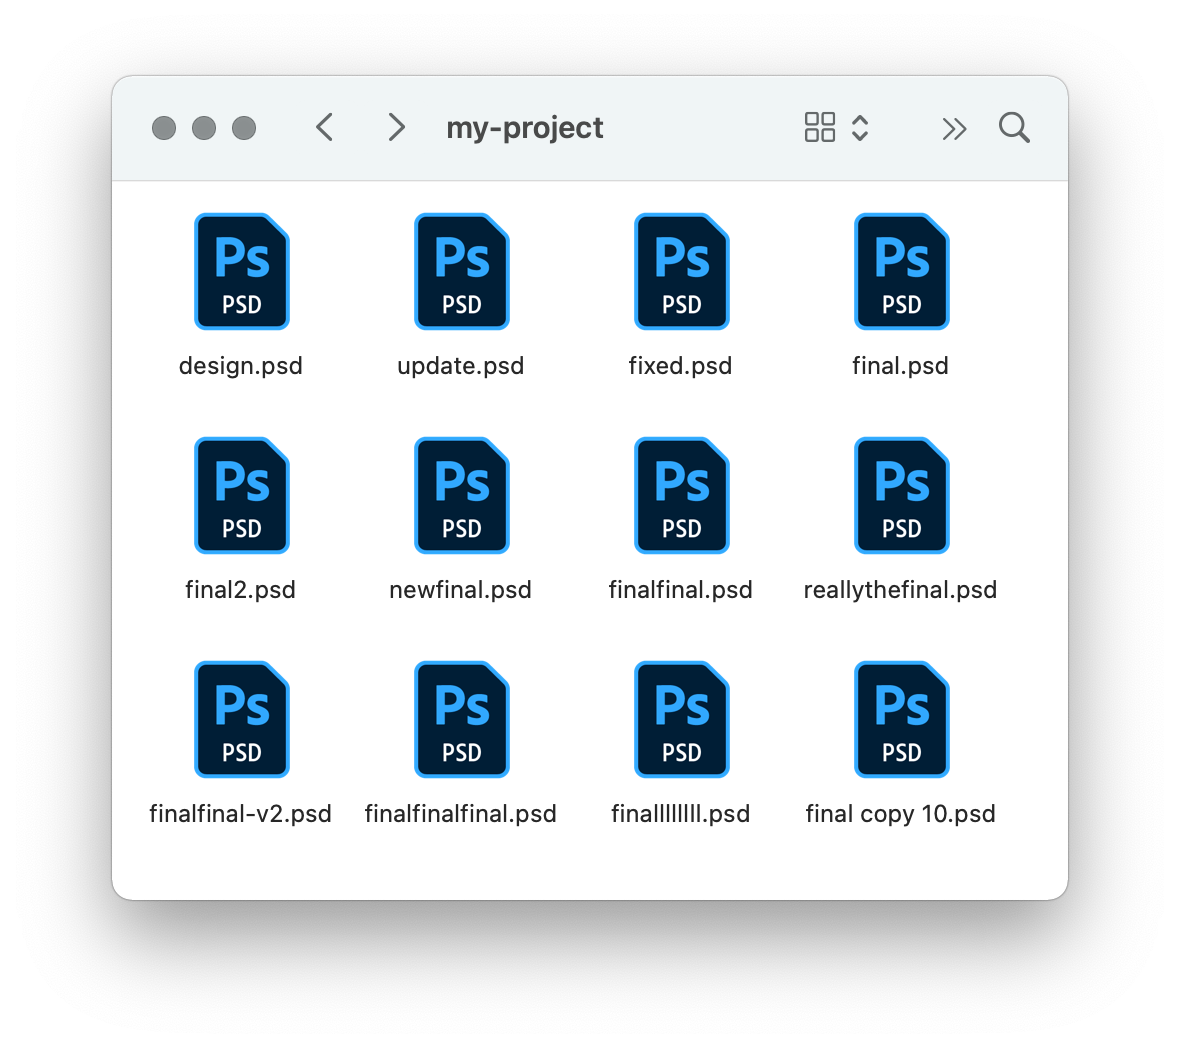 my-project
Ps
PSD
design.psd
Ps
PSD
update.psd
Ps
PSD
fixed.psd
Ps
PSD
final.psd
Ps
PSD
final2.psd
Ps
PSD
newfinal.psd
Ps
PSD
finalfinal.psd
Ps
PSD
reallythefinal.psd
Ps
PSD
finalfinal-v2.psd
Ps
PSD
finalfinalfinal.psd
Ps
PSD
finallllllll.psd
Ps
PSD
final copy 10.psd